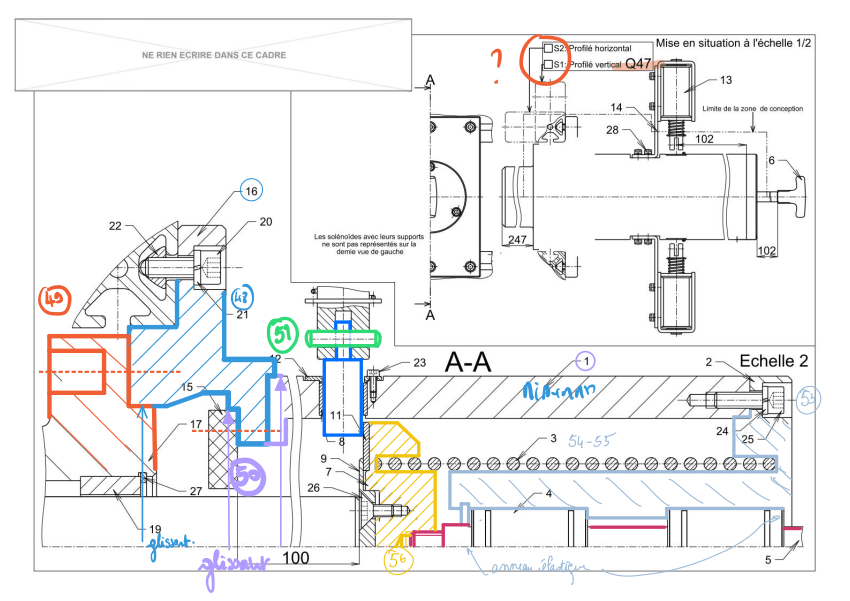 NE RIEN ECRIRE DANS CE CADRE
S2: Profilé horizontal
S1: Profilé vertical Q47
?
Mise en situation à l'échelle 1/2
A
13
14
Limite de la zone de conception
28
102
6
16
22
20
Les solénoïdes avec leurs supports
ne sont pas représentés sur la
demie vue de gauche
247
102
49
48
21
51
A
12
23
A-A
1
2
Echelle 2
15
11
8
24
25
17
3
54-55
50
9
7
26
4
27
19
glissent.
glissant
100
56
anneau élastique
5